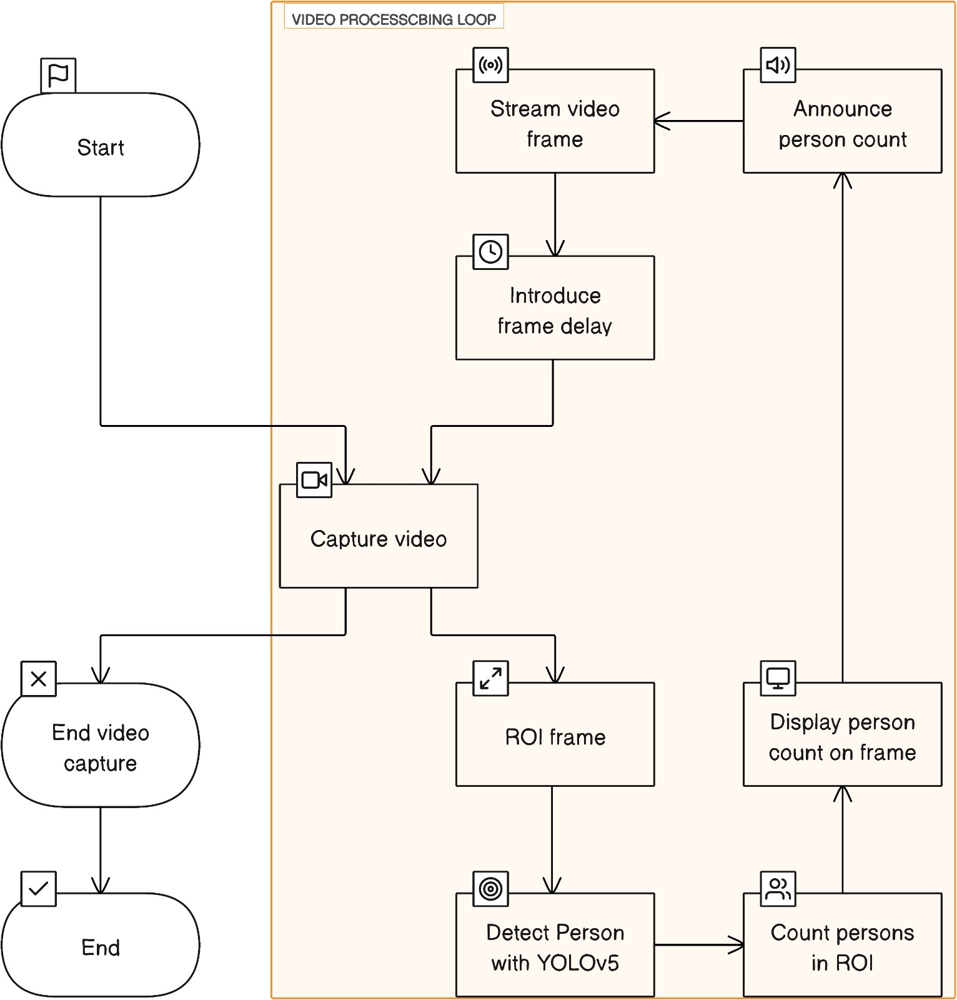 VIDEO PROCESSCBING LOOP
Start
Stream video
frame
Announce
person count
Introduce
frame delay
Capture video
End video
capture
ROI frame
Display person
count on frame
End
Detect Person
with YOLOv5
Count persons
in ROI